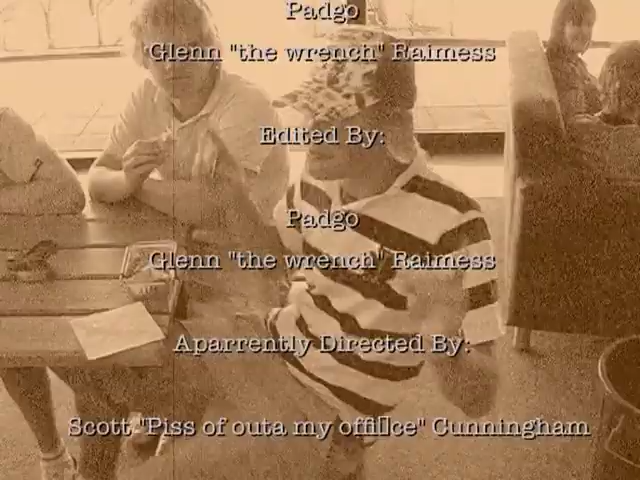 Padgo
Glenn "the wrench" Raimess
Edited By:
Padgo
Glenn "the wrench" Raimess
Aparrently Directed By:
Scott "Piss of outa my office" Cunningham